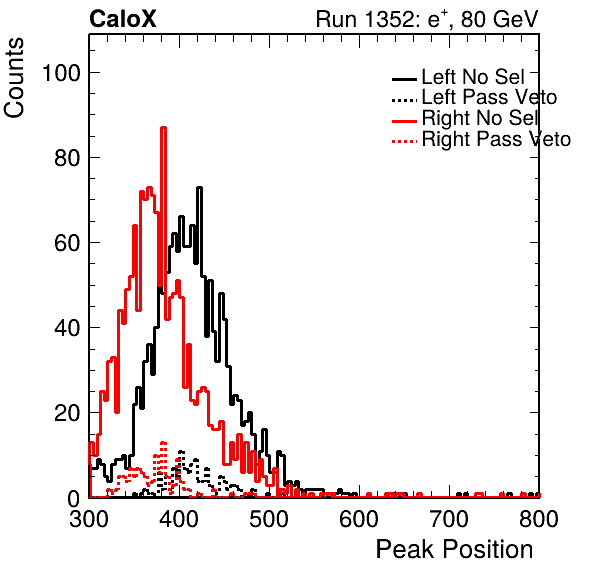 CaloX Run 1352: e+, 80 GeV
Counts
100
80
60
40
20
0
Left No Sel
Left Pass Veto
Right No Sel
Right Pass Veto
300 400 500 600 700 800
Peak Position